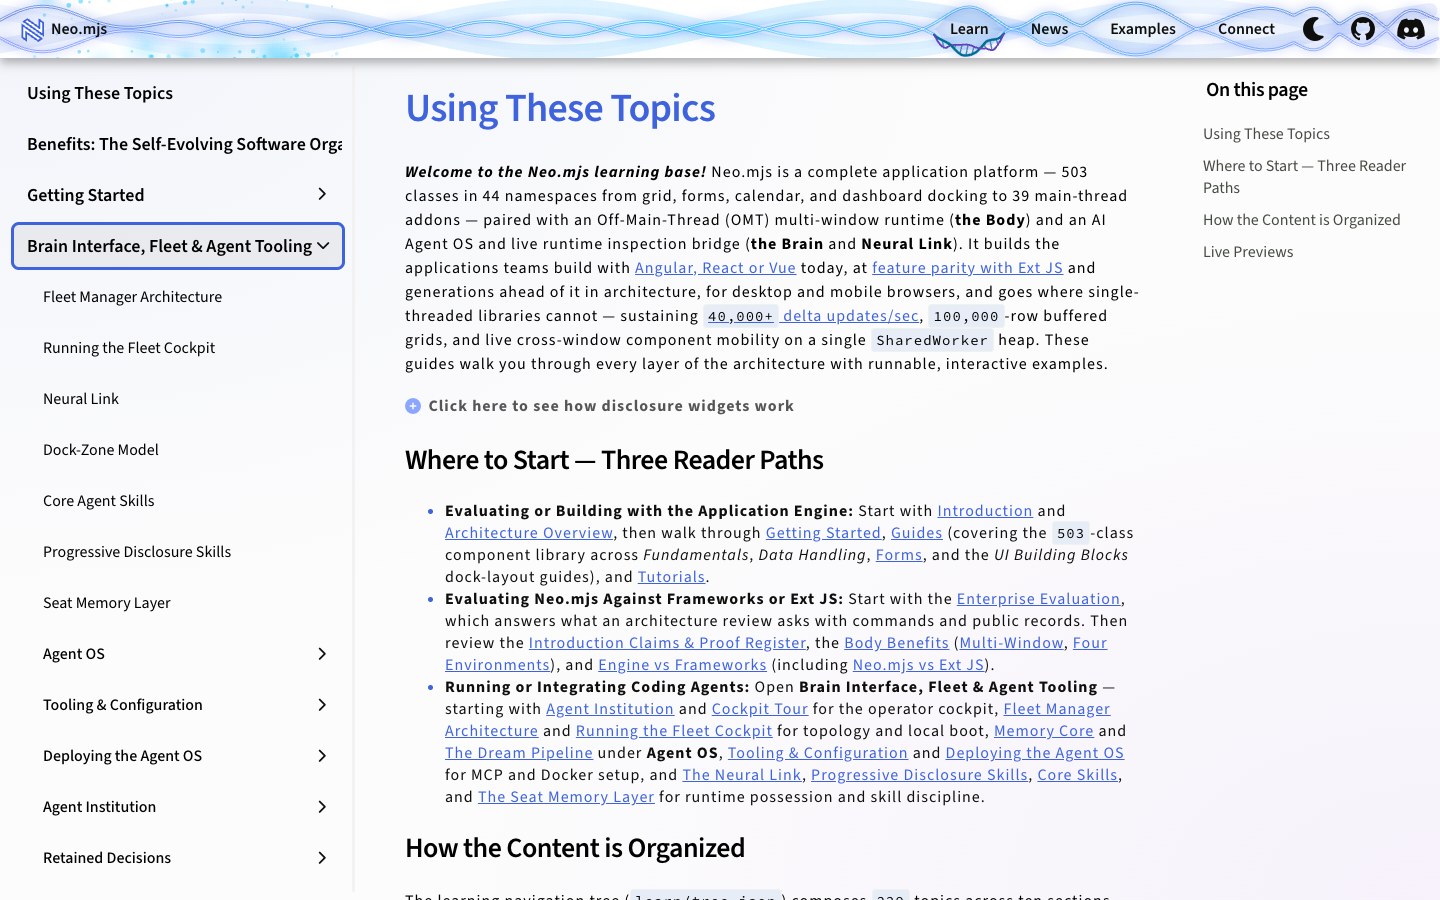 Neo.mjs
Learn
News
Examples
Connect
Using These Topics
Benefits: The Self-Evolving Software Orga
Getting Started
Brain Interface, Fleet & Agent Tooling
Fleet Manager Architecture
Running the Fleet Cockpit
Neural Link
Dock-Zone Model
Core Agent Skills
Progressive Disclosure Skills
Seat Memory Layer
Agent OS
Tooling & Configuration
Deploying the Agent OS
Agent Institution
Retained Decisions
Using These Topics
Welcome to the Neo.mjs learning base! Neo.mjs is a complete application platform — 503
classes in 44 namespaces from grid, forms, calendar, and dashboard docking to 39 main-thread
addons — paired with an Off-Main-Thread (OMT) multi-window runtime (the Body) and an AI
Agent OS and live runtime inspection bridge (the Brain and Neural Link). It builds the
applications teams build with Angular, React or Vue today, at feature parity with Ext JS and
generations ahead of it in architecture, for desktop and mobile browsers, and goes where single-
threaded libraries cannot — sustaining 40,000+ delta updates/sec, 100,000-row buffered
grids, and live cross-window component mobility on a single SharedWorker heap. These
guides walk you through every layer of the architecture with runnable, interactive examples.
Click here to see how disclosure widgets work
Where to Start — Three Reader Paths
• Evaluating or Building with the Application Engine: Start with Introduction and
Architecture Overview, then walk through Getting Started, Guides (covering the 503-class
component library across Fundamentals, Data Handling, Forms, and the UI Building Blocks
dock-layout guides), and Tutorials.
• Evaluating Neo.mjs Against Frameworks or Ext JS: Start with the Enterprise Evaluation,
which answers what an architecture review asks with commands and public records. Then
review the Introduction Claims & Proof Register, the Body Benefits (Multi-Window, Four
Environments), and Engine vs Frameworks (including Neo.mjs vs Ext JS).
• Running or Integrating Coding Agents: Open Brain Interface, Fleet & Agent Tooling —
starting with Agent Institution and Cockpit Tour for the operator cockpit, Fleet Manager
Architecture and Running the Fleet Cockpit for topology and local boot, Memory Core and
The Dream Pipeline under Agent OS, Tooling & Configuration and Deploying the Agent OS
for MCP and Docker setup, and The Neural Link, Progressive Disclosure Skills, Core Skills,
and The Seat Memory Layer for runtime possession and skill discipline.
How the Content is Organized
The learning navigation tree (learn/tree.json) composes 220 topics across ten sections
On this page
Using These Topics
Where to Start — Three Reader
Paths
How the Content is Organized
Live Previews